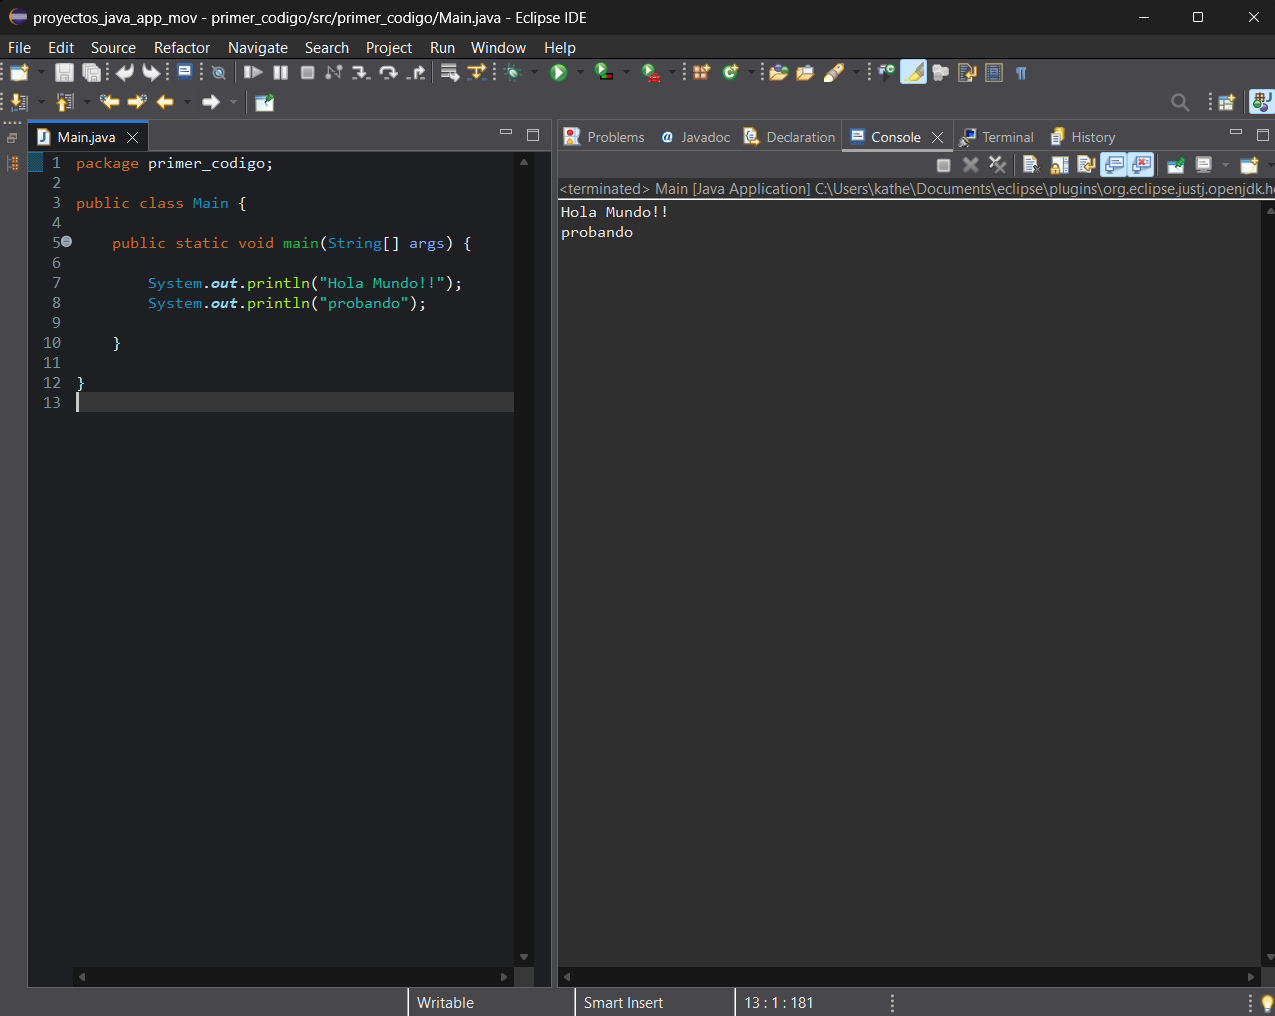 proyectos_java_app_mov - primer_codigo/src/primer_codigo/Main.java - Eclipse IDE
File Edit Source Refactor Navigate Search Project Run Window Help
Main.java
1 package primer_codigo;
2
3 public class Main {
4
5 public static void main(String[] args) {
6
7 System.out.println("Hola Mundo!!");
8 System.out.println("probando");
9
10 }
11
12 }
13
Problems @ Javadoc Declaration Console Terminal History
<terminated> Main [Java Application] C:\Users\kathe\Documents\eclipse\plugins\org.eclipse.justj.openjdk.h
Hola Mundo!!
probando
Writable Smart Insert 13 : 1 : 181